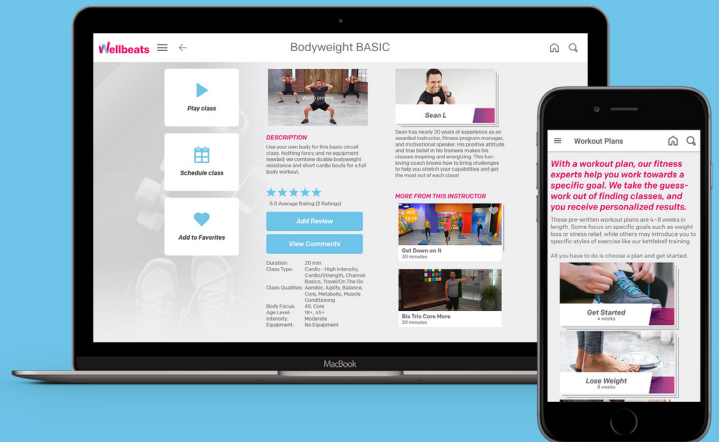 Wellbeats
Bodyweight BASIC
Play class
Schedule class
Add to Favorites
Watch preview
DESCRIPTION
Use your own body for this basic circuit
class. Nothing fancy and no equipment
needed; we combine doable bodyweight
resistance and short cardio bouts for a full
body workout.
5.0 Average Rating (2 Ratings)
Add Review
View Comments
Duration: 20 min
Class Type: Cardio - High Intensity,
Cardio/Strength, Channel
Basics, Travel/On The Go
Class Qualities: Aerobic, Agility, Balance,
Core, Metabolic, Muscle
Conditioning
Body Focus: All, Core
Age Level: 18+, 45+
Intensity: Moderate
Equipment: No Equipment
Sean L
Sean has nearly 20 years of experience as an
awarded instructor, fitness program manager,
and motivational speaker. His positive attitude
and true belief in his trainees makes his
classes inspiring and energizing. This fun-
loving coach knows how to bring challenges
to help you stretch your capabilities and get
the most out of each class!
MORE FROM THIS INSTRUCTOR
Get Down on It
30 minutes
Bis Tris Core More
20 minutes
MacBook
Workout Plans
With a workout plan, our fitness
experts help you work towards a
specific goal. We take the guess-
work out of finding classes, and
you receive personalized results.
These pre-written workout plans are 4–8 weeks in
length. Some focus on specific goals such as weight
loss or stress relief, while others may introduce you to
specific styles of exercise like our kettlebell training.
All you have to do is choose a plan and get started.
Get Started
4 weeks
Lose Weight
8 weeks